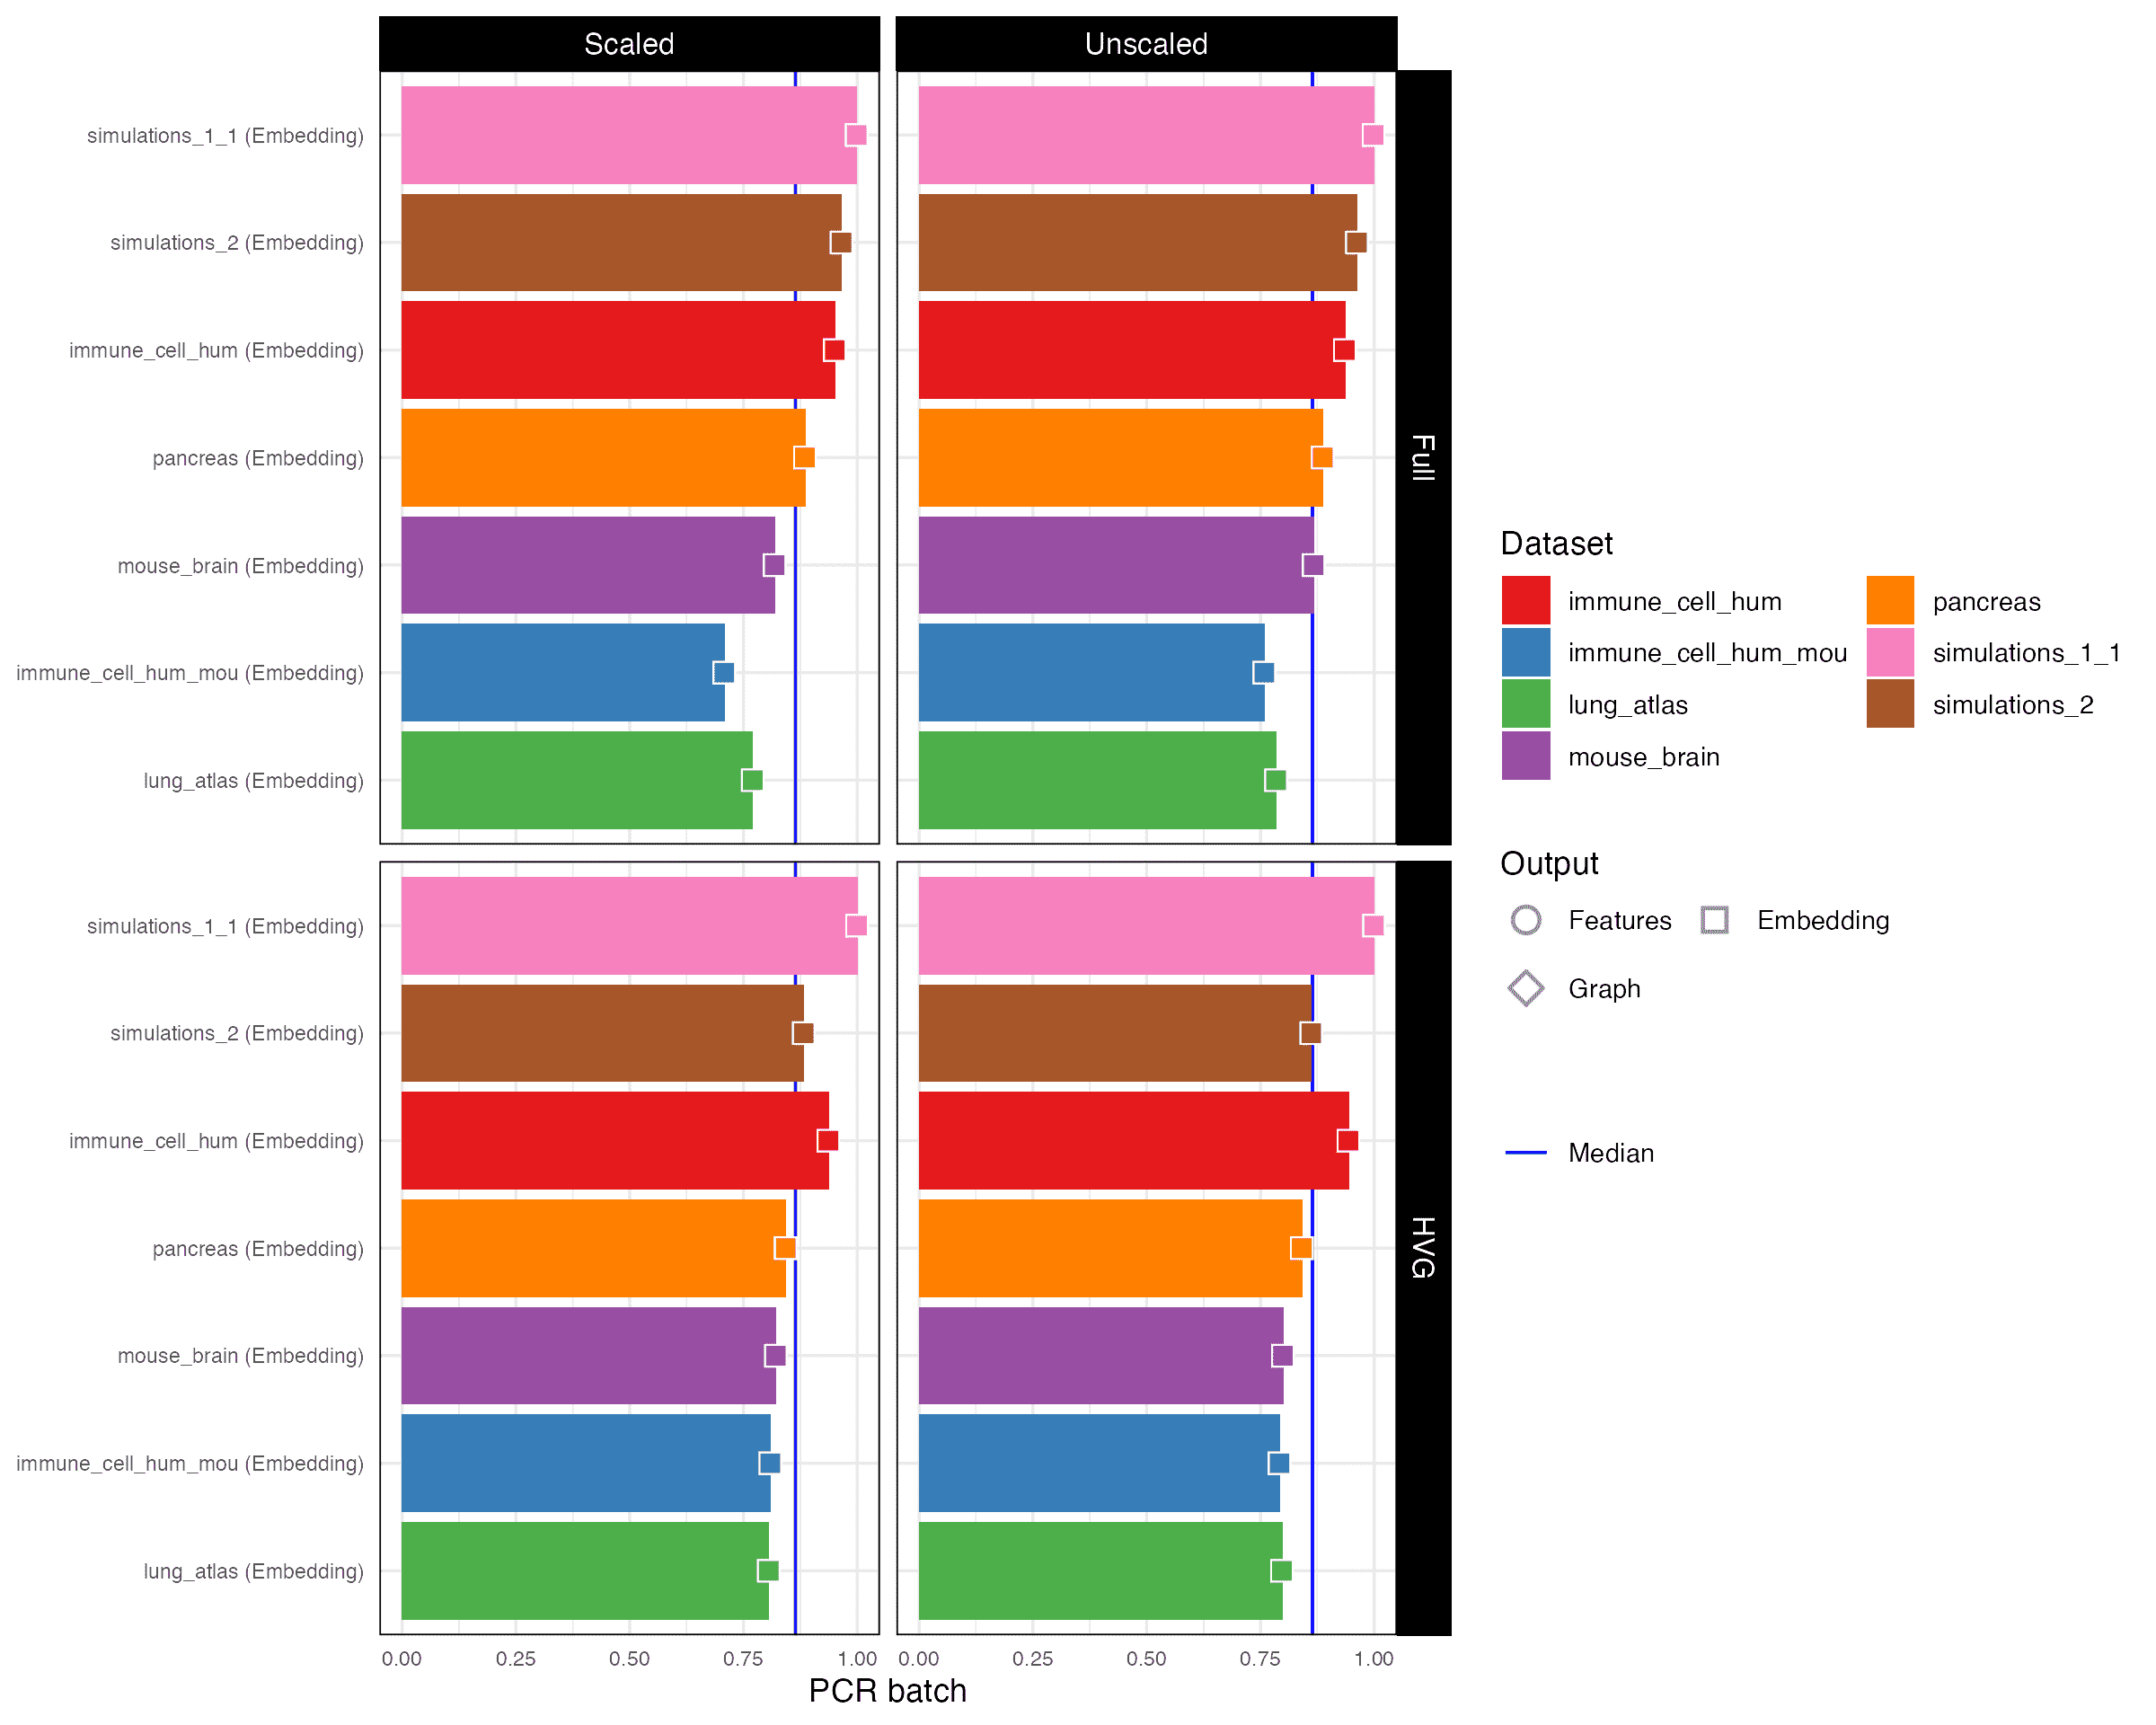 Scaled
Unscaled
simulations_1_1 (Embedding)
simulations_2 (Embedding)
immune_cell_hum (Embedding)
pancreas (Embedding)
mouse_brain (Embedding)
immune_cell_hum_mou (Embedding)
lung_atlas (Embedding)
Full
simulations_1_1 (Embedding)
simulations_2 (Embedding)
immune_cell_hum (Embedding)
pancreas (Embedding)
mouse_brain (Embedding)
immune_cell_hum_mou (Embedding)
lung_atlas (Embedding)
HVG
0.00 0.25 0.50 0.75 1.00
0.00 0.25 0.50 0.75 1.00
PCR batch
Dataset
immune_cell_hum
immune_cell_hum_mou
lung_atlas
mouse_brain
pancreas
simulations_1_1
simulations_2
Output
Features
Embedding
Graph
Median